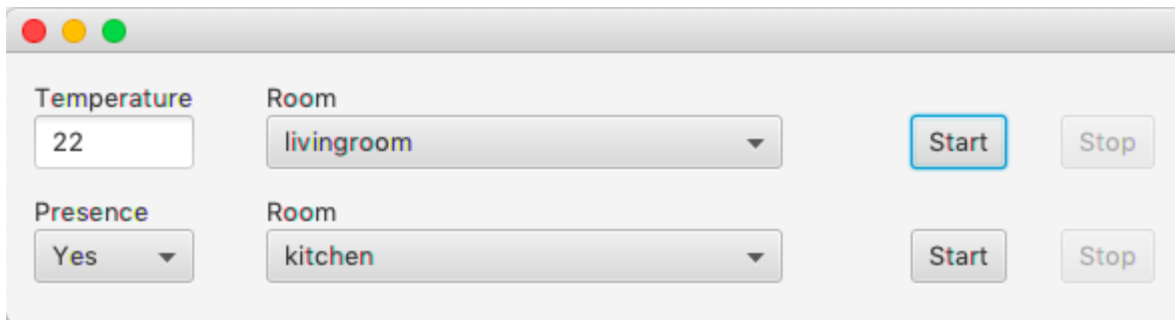 Temperature Room
22 livingroom Start Stop
Presence Room
Yes kitchen Start Stop